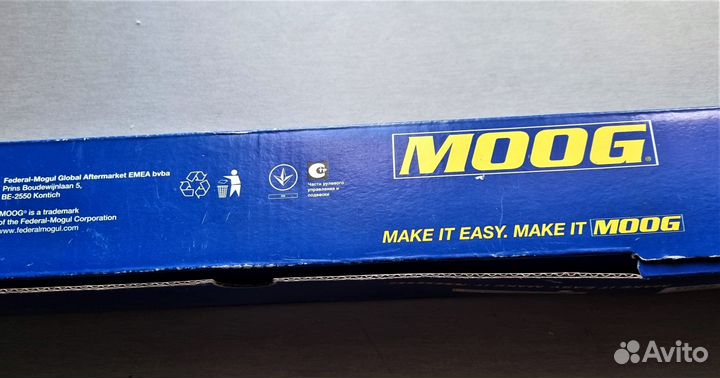 MOOG®
Federal-Mogul Global Aftermarket EMEA bvba
Prins Boudewijnlaan 5,
BE-2550 Kontich
MOOG® is a trademark
of the Federal-Mogul Corporation
www.federalmogul.com
Части рулевого
управления и
подвески
MAKE IT EASY. MAKE IT MOOG
Avito